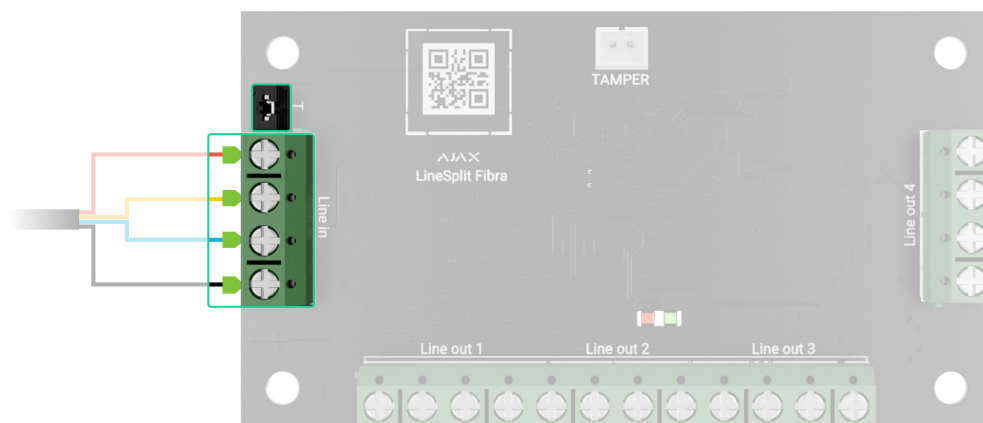 TAMPER
T
AJAX
LineSplit Fibra
Line in
Line out 4
Line out 1
Line out 2
Line out 3